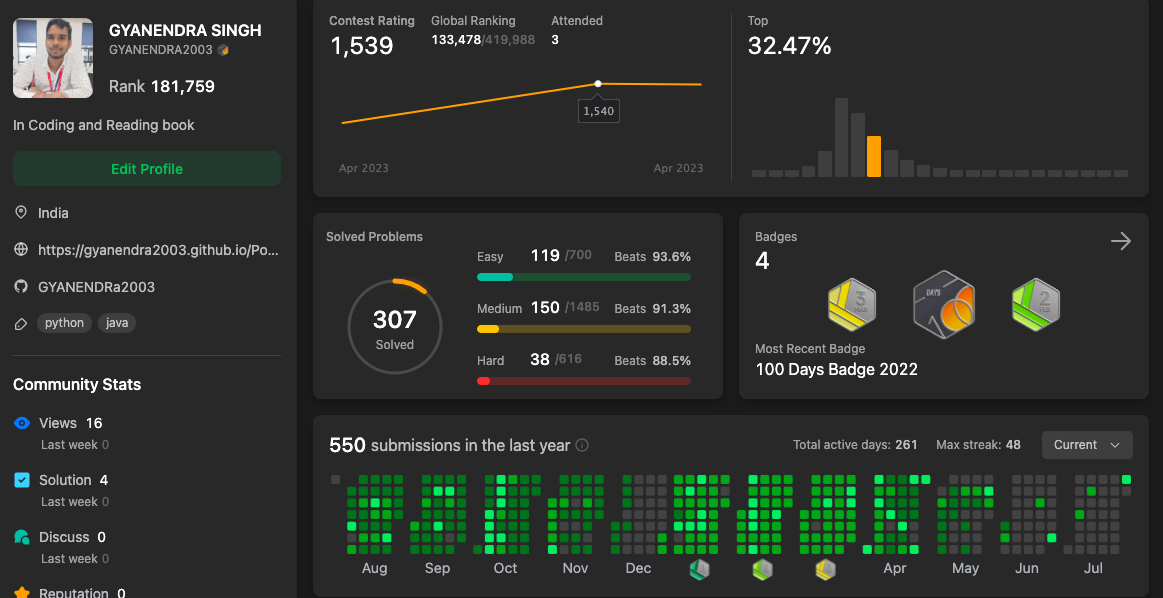 GYANENDRA SINGH
GYANENDRA2003
Rank 181,759
In Coding and Reading book
Edit Profile
India
https://gyanendra2003.github.io/Po...
GYANENDRa2003
python java
Community Stats
Views 16
Last week 0
Solution 4
Last week 0
Discuss 0
Last week 0
Reputation 0
Contest Rating Global Ranking Attended
1,539 133,478/419,988 3
1,540
Apr 2023 Apr 2023
Top
32.47%
Solved Problems
307
Solved
Easy 119 /700 Beats 93.6%
Medium 150 /1485 Beats 91.3%
Hard 38 /616 Beats 88.5%
Badges
4
3
MAR
DAYS
2
FEB
Most Recent Badge
100 Days Badge 2022
550 submissions in the last year Total active days: 261 Max streak: 48 Current
Aug Sep Oct Nov Dec Apr May Jun Jul